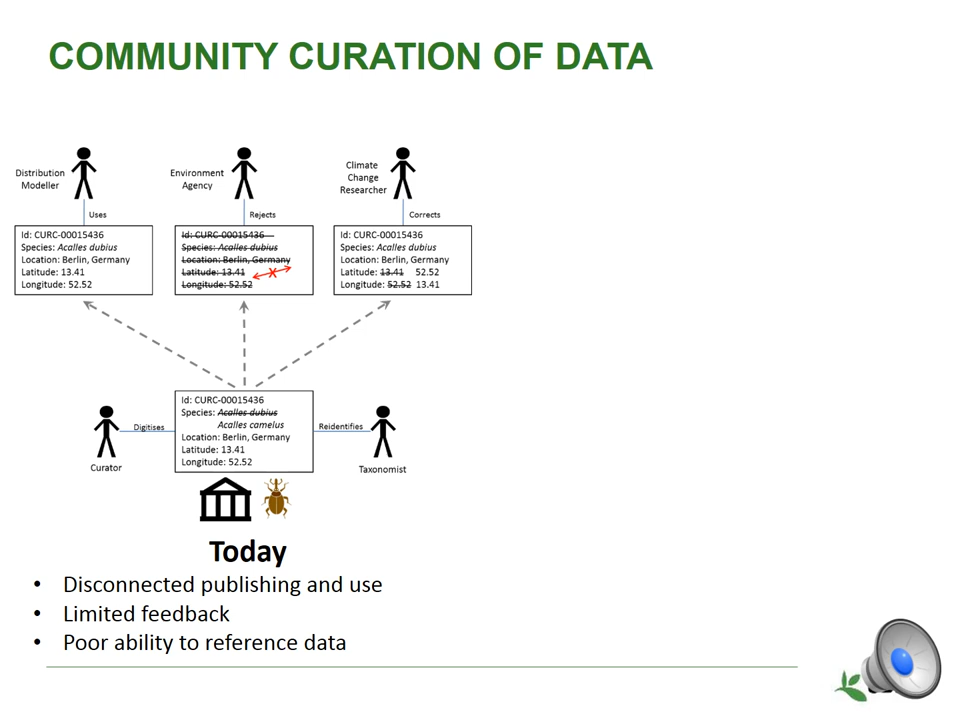 COMMUNITY CURATION OF DATA
Distribution
Modeller
Uses
Id: CURC-00015436
Species: Acalles dubius
Location: Berlin, Germany
Latitude: 13.41
Longitude: 52.52
Environment
Agency
Rejects
Id: CURC-00015436
Species: Acalles dubius
Location: Berlin, Germany
Latitude: 13.41
Longitude: 52.52
X
Climate
Change
Researcher
Corrects
Id: CURC-00015436
Species: Acalles dubius
Location: Berlin, Germany
Latitude: 13.41 52.52
Longitude: 52.52 13.41
Curator
Digitises
Id: CURC-00015436
Species: Acalles dubius
Acalles camelus
Location: Berlin, Germany
Latitude: 13.41
Longitude: 52.52
Reidentifies
Taxonomist
Today
• Disconnected publishing and use
• Limited feedback
• Poor ability to reference data